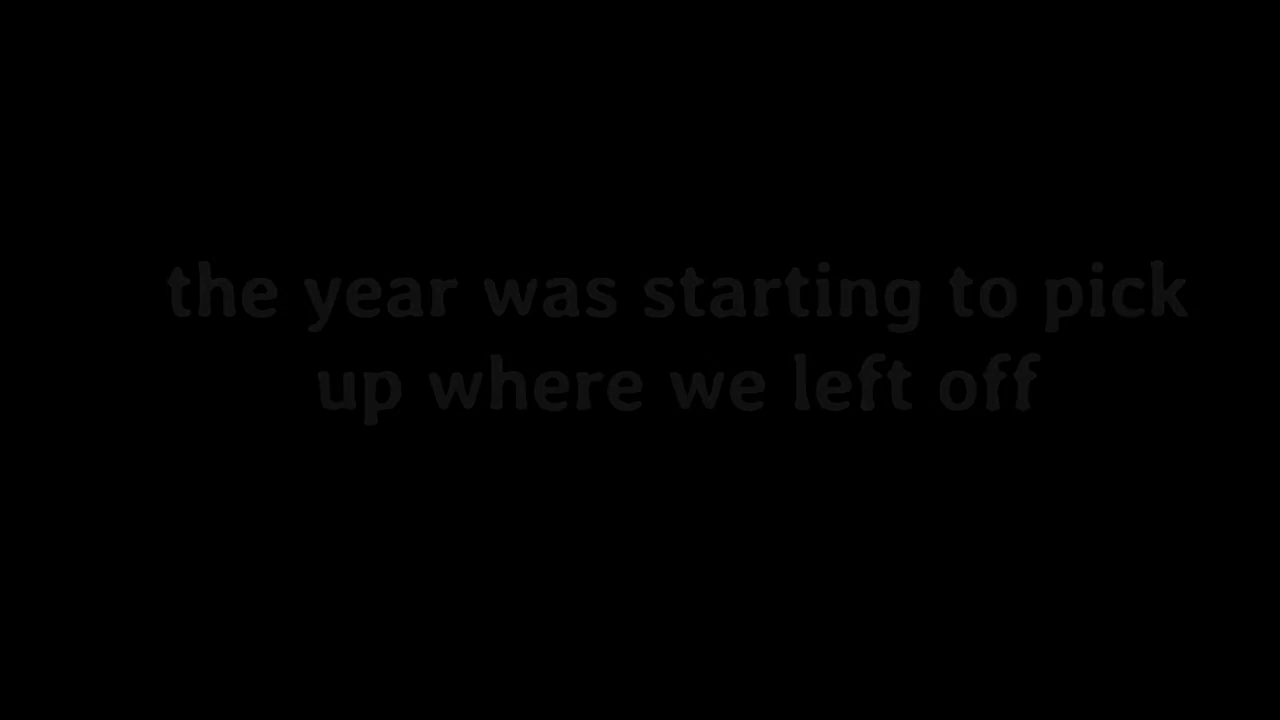 the year was starting to pick
up where we left off